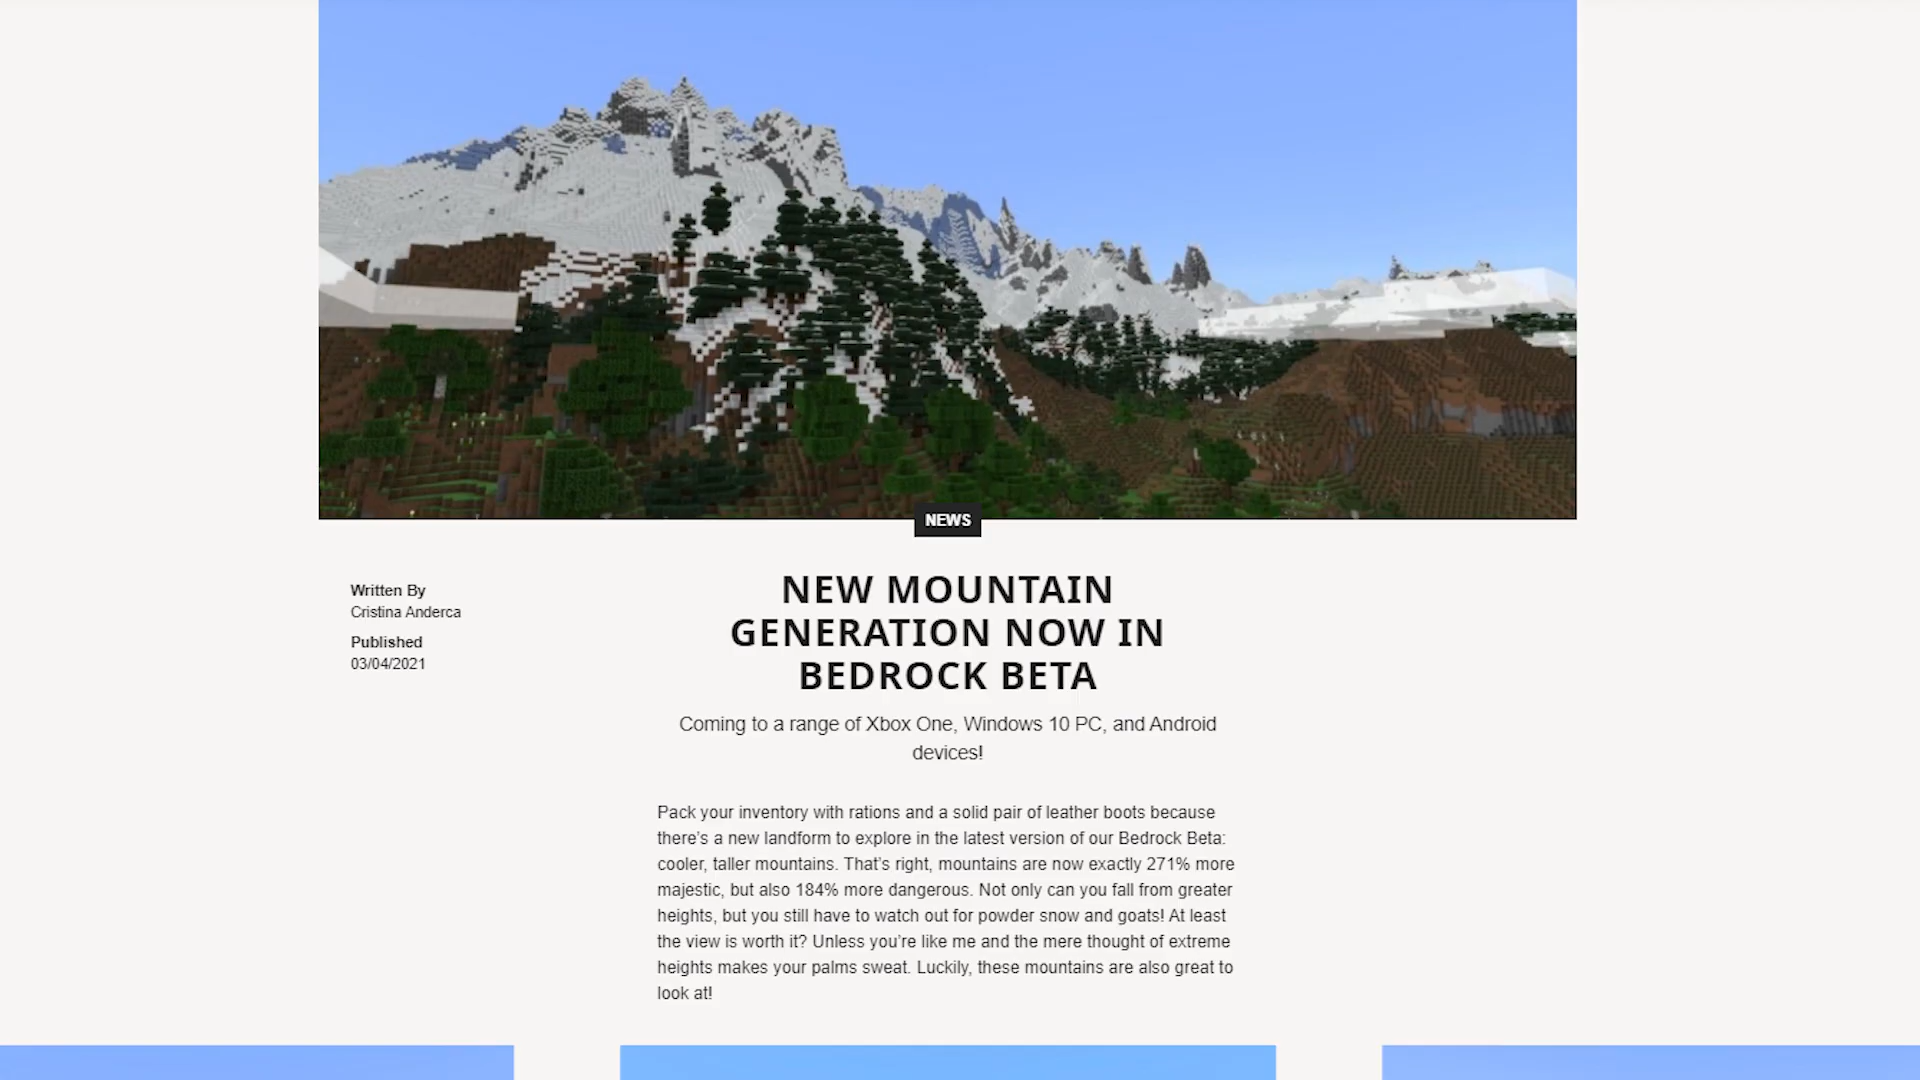 NEWS
Written By
Cristina Anderca
Published
03/04/2021
NEW MOUNTAIN
GENERATION NOW IN
BEDROCK BETA
Coming to a range of Xbox One, Windows 10 PC, and Android
devices!
Pack your inventory with rations and a solid pair of leather boots because
there’s a new landform to explore in the latest version of our Bedrock Beta:
cooler, taller mountains. That’s right, mountains are now exactly 271% more
majestic, but also 184% more dangerous. Not only can you fall from greater
heights, but you still have to watch out for powder snow and goats! At least
the view is worth it? Unless you’re like me and the mere thought of extreme
heights makes your palms sweat. Luckily, these mountains are also great to
look at!